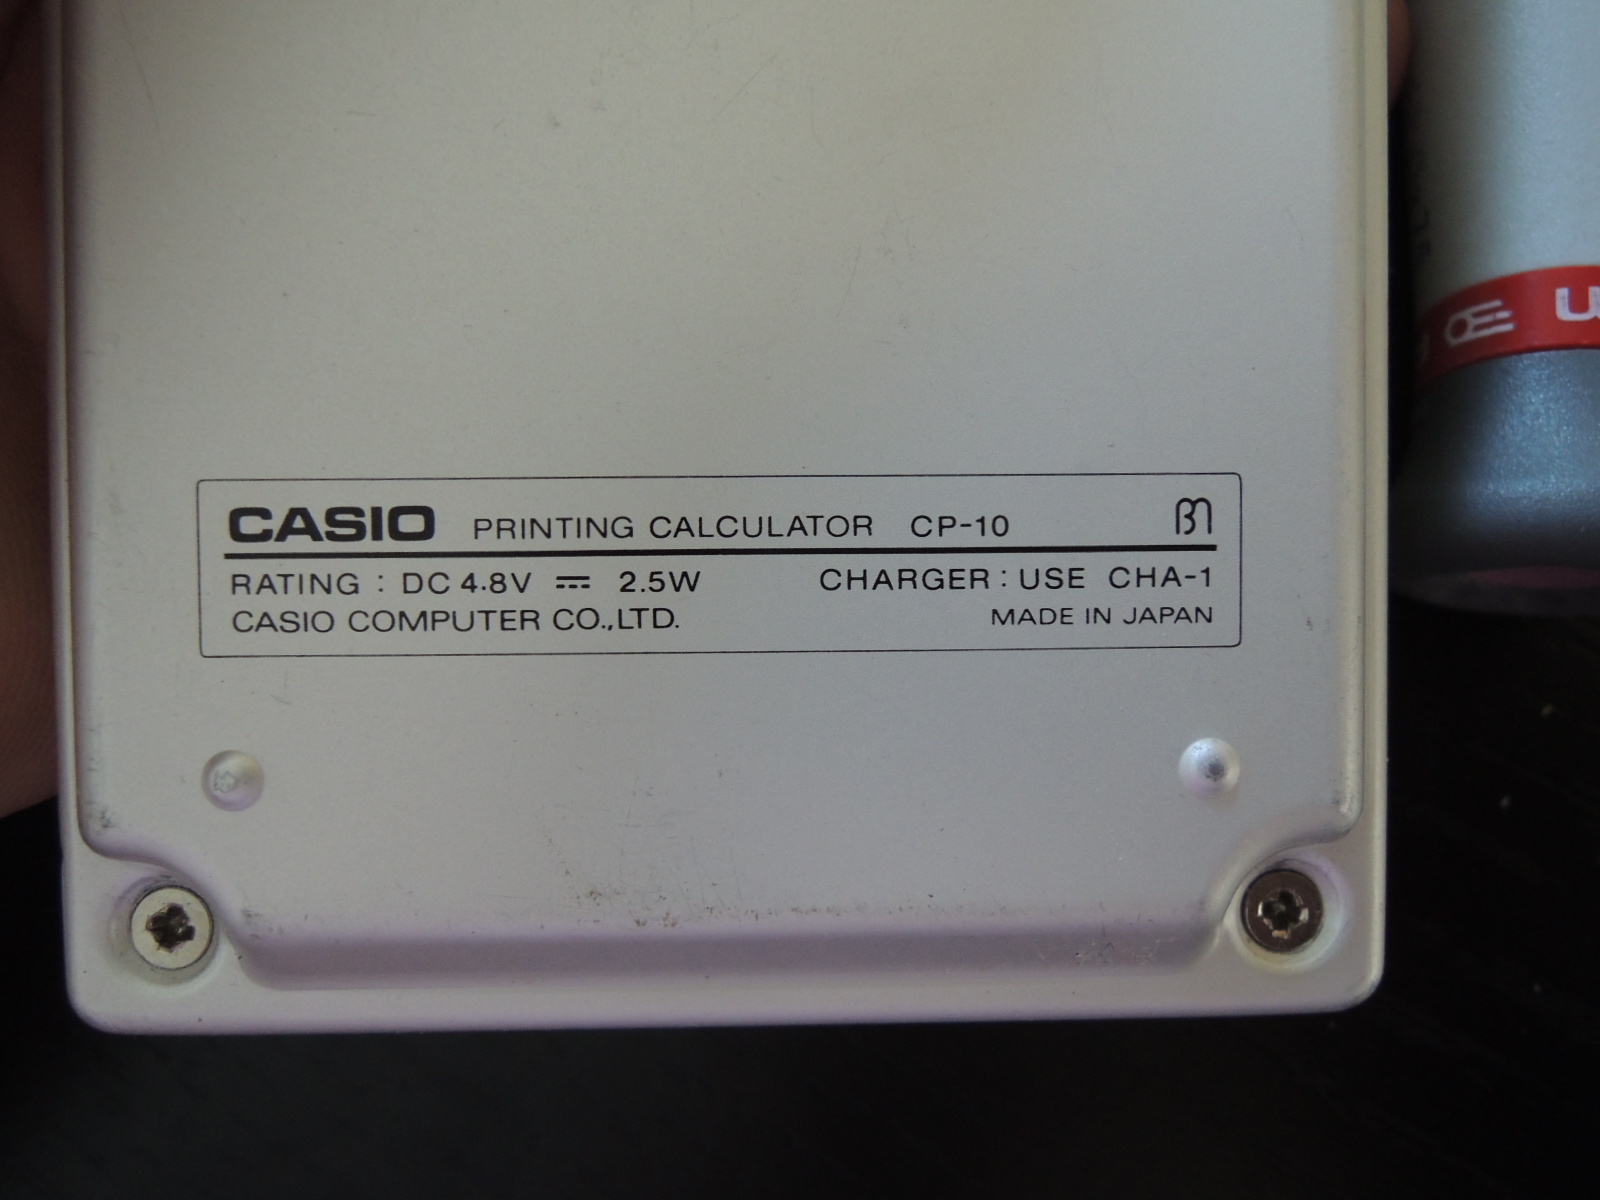 CASIO PRINTING CALCULATOR CP-10
RATING : DC 4.8V ⎓ 2.5W CHARGER : USE CHA-1
CASIO COMPUTER CO.,LTD. MADE IN JAPAN